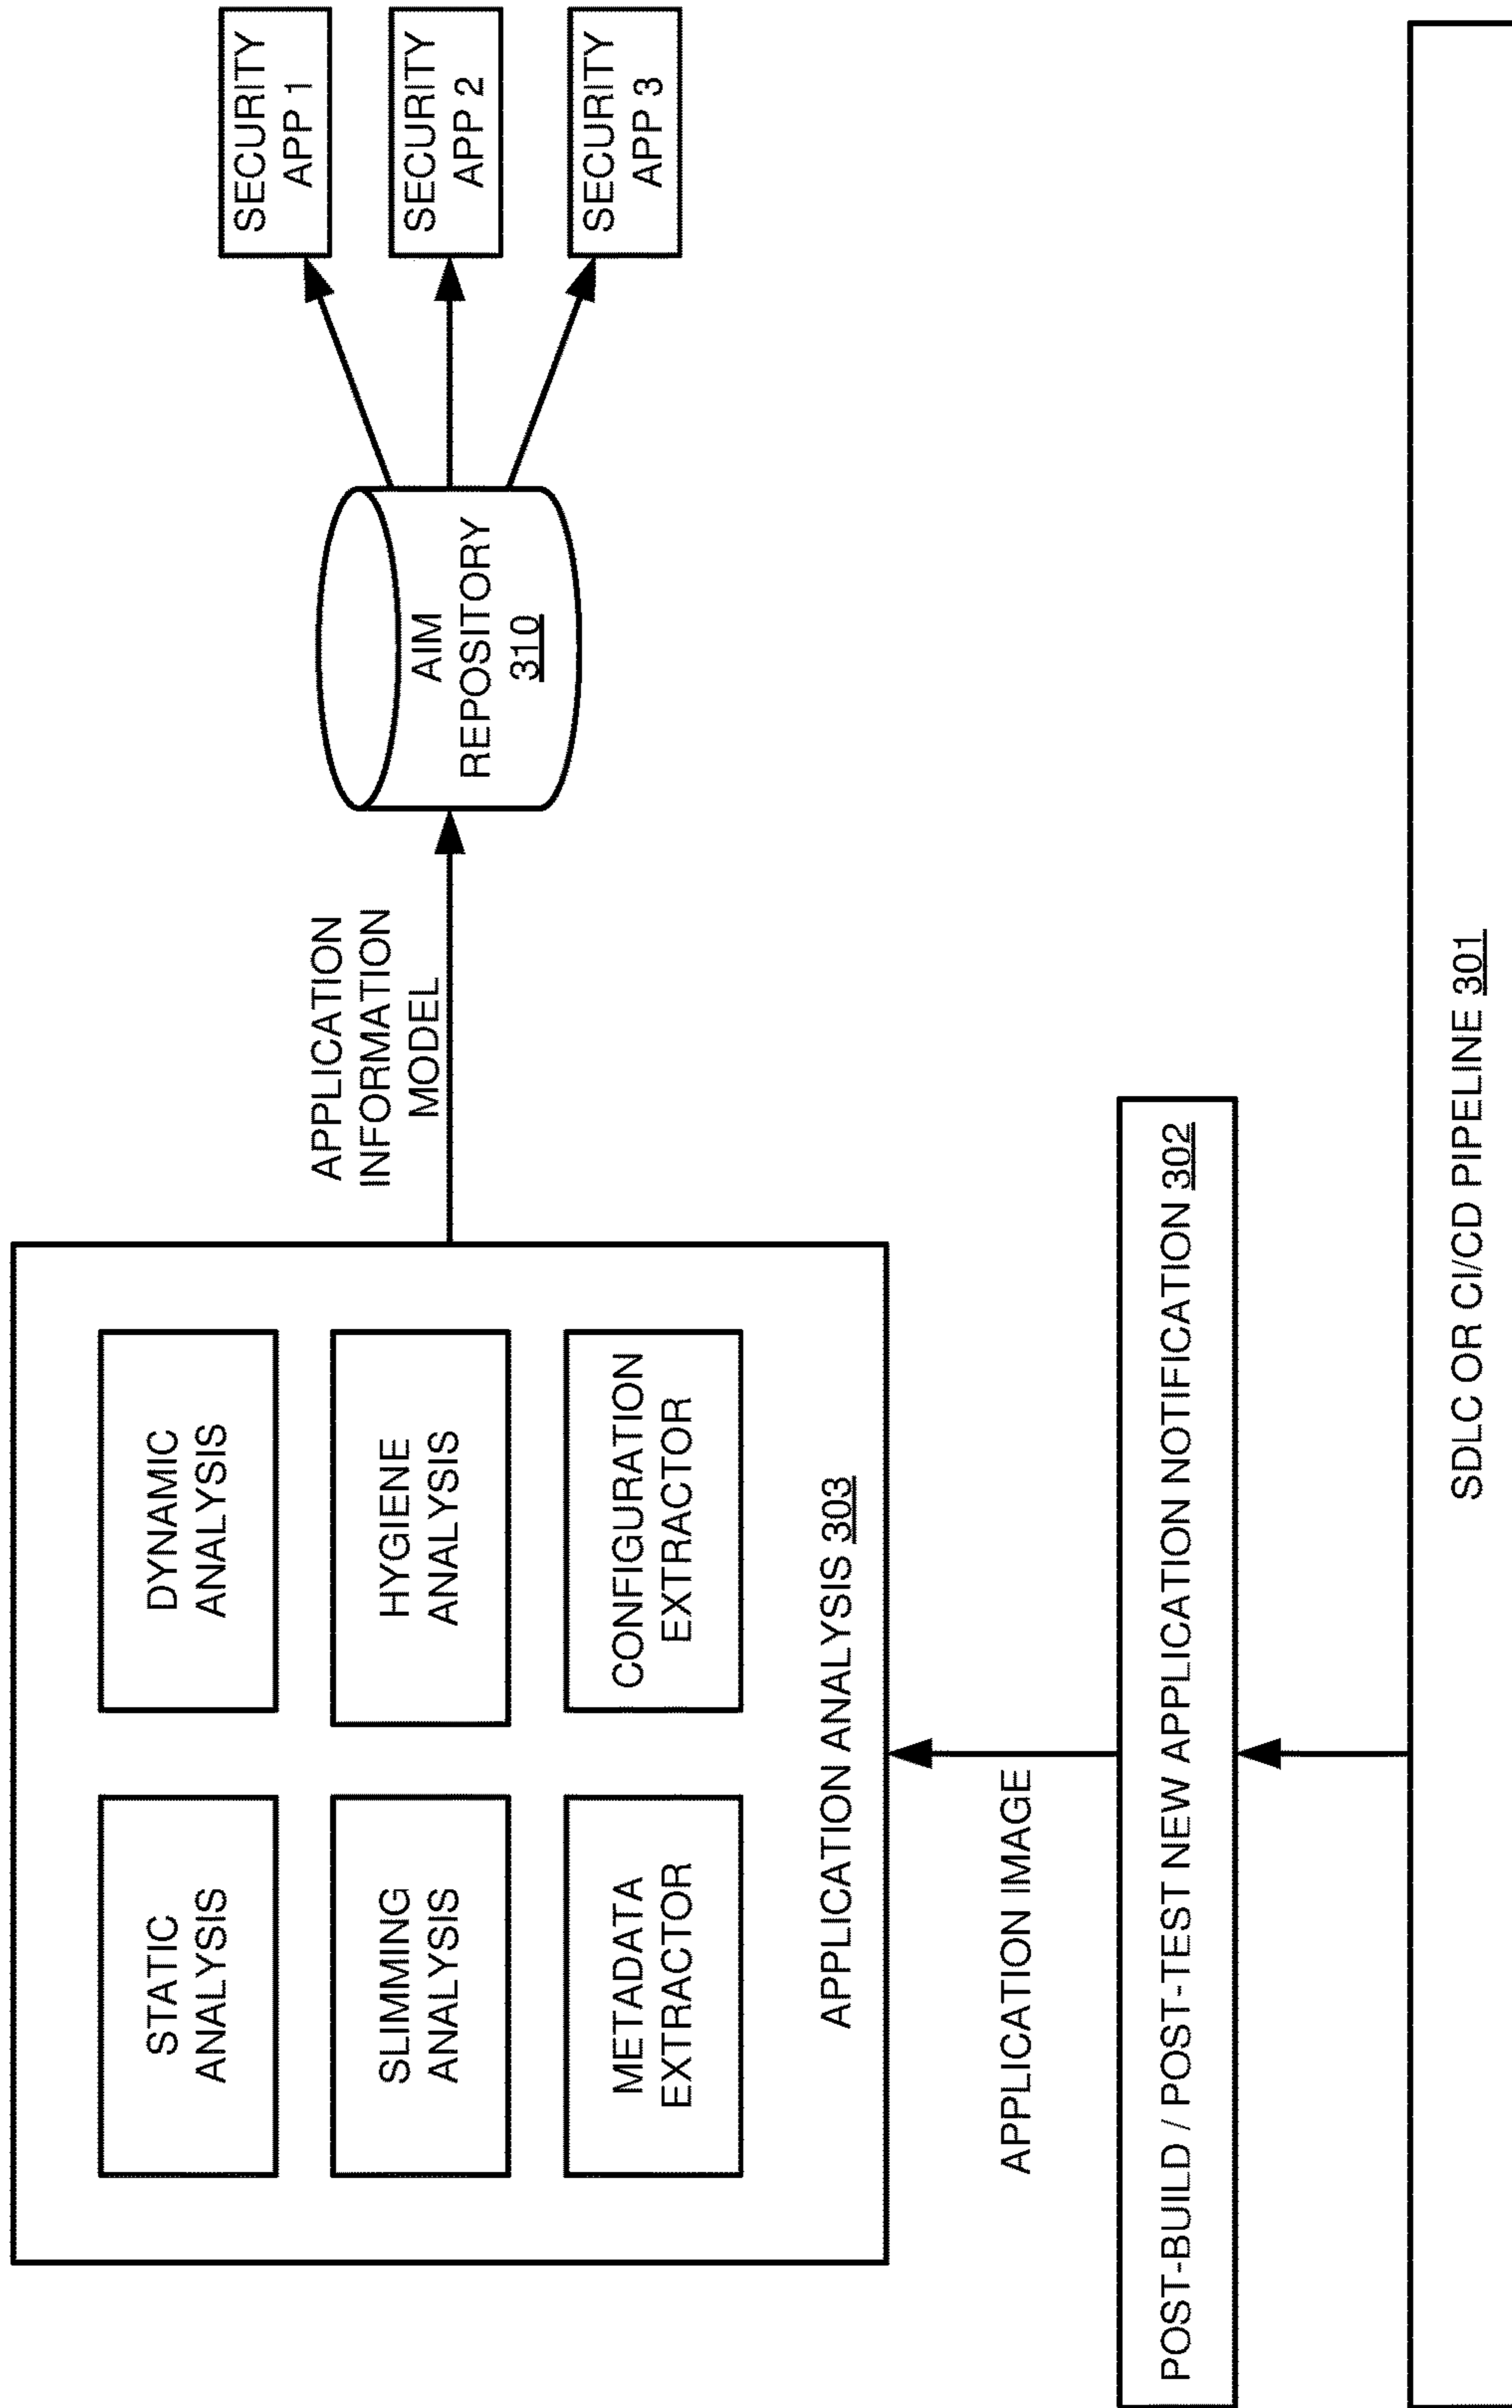 STATIC
ANALYSIS
DYNAMIC
ANALYSIS
SLIMMING
ANALYSIS
HYGIENE
ANALYSIS
METADATA
EXTRACTOR
CONFIGURATION
EXTRACTOR
APPLICATION ANALYSIS 303
APPLICATION
INFORMATION
MODEL
AIM
REPOSITORY
310
SECURITY
APP 1
SECURITY
APP 2
SECURITY
APP 3
APPLICATION IMAGE
POST-BUILD / POST-TEST NEW APPLICATION NOTIFICATION 302
SDLC OR CI/CD PIPELINE 301